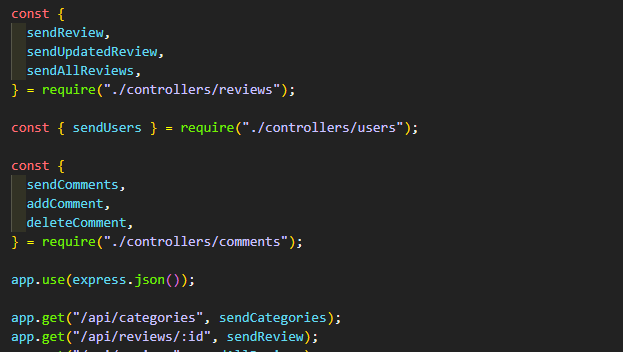 const {
  sendReview,
  sendUpdatedReview,
  sendAllReviews,
} = require("./controllers/reviews");
const { sendUsers } = require("./controllers/users");
const {
  sendComments,
  addComment,
  deleteComment,
} = require("./controllers/comments");
app.use(express.json());
app.get("/api/categories", sendCategories);
app.get("/api/reviews/:id", sendReview);